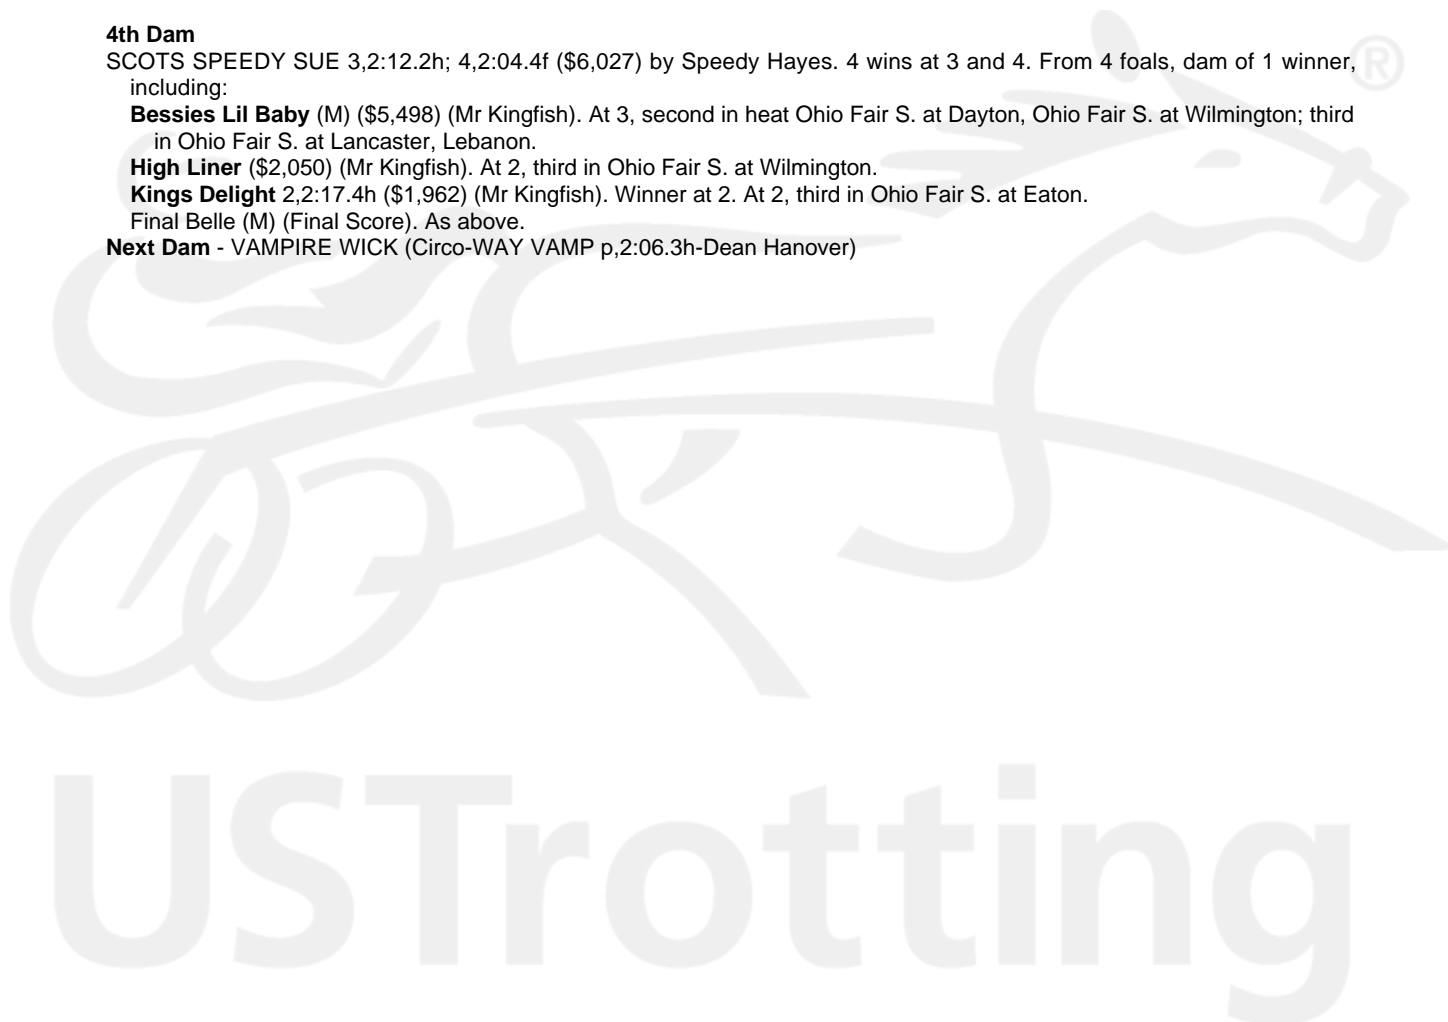 4th Dam
SCOTS SPEEDY SUE 3,2:12.2h; 4,2:04.4f ($6,027) by Speedy Hayes. 4 wins at 3 and 4. From 4 foals, dam of 1 winner,
including:
Bessies Lil Baby (M) ($5,498) (Mr Kingfish). At 3, second in heat Ohio Fair S. at Dayton, Ohio Fair S. at Wilmington; third
in Ohio Fair S. at Lancaster, Lebanon.
High Liner ($2,050) (Mr Kingfish). At 2, third in Ohio Fair S. at Wilmington.
Kings Delight 2,2:17.4h ($1,962) (Mr Kingfish). Winner at 2. At 2, third in Ohio Fair S. at Eaton.
Final Belle (M) (Final Score). As above.
Next Dam - VAMPIRE WICK (Circo-WAY VAMP p,2:06.3h-Dean Hanover)
®
USTrotting